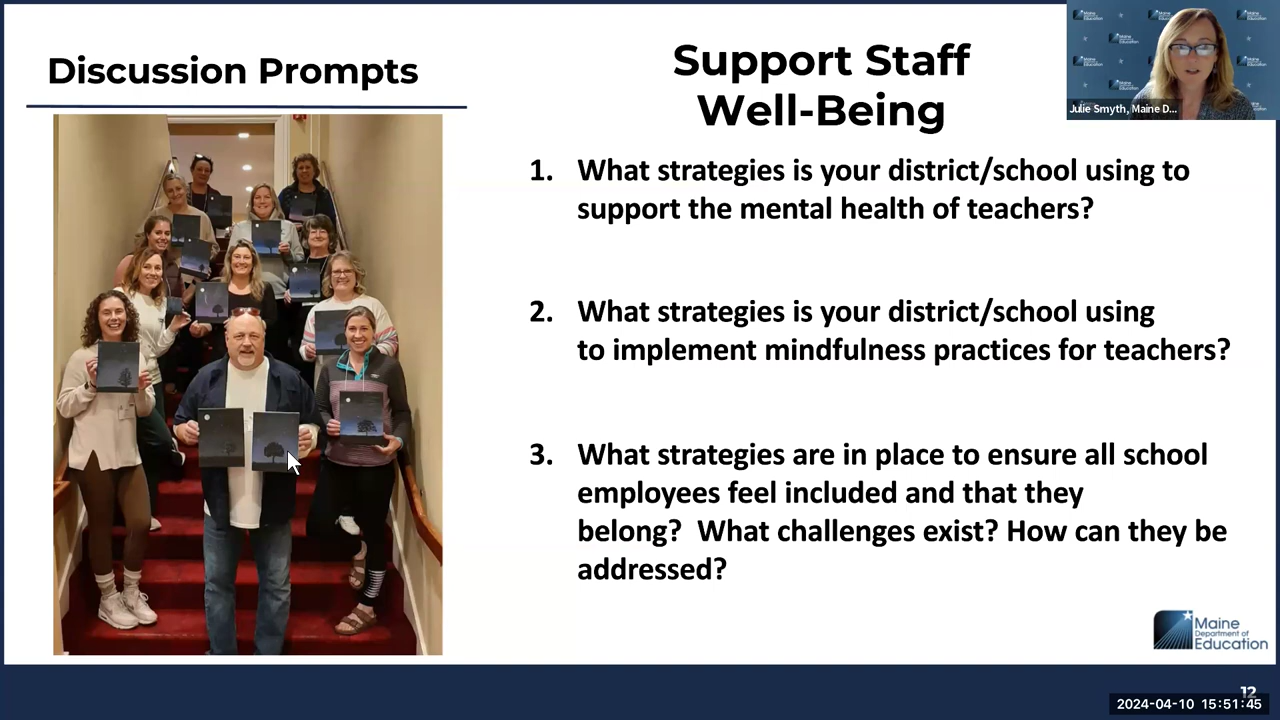 Discussion Prompts
Support Staff
Well-Being
1. What strategies is your district/school using to
support the mental health of teachers?
2. What strategies is your district/school using
to implement mindfulness practices for teachers?
3. What strategies are in place to ensure all school
employees feel included and that they
belong?  What challenges exist? How can they be
addressed?
Julie Smyth, Maine D...
Maine
Department of
Education
12
2024-04-10 15:51:45